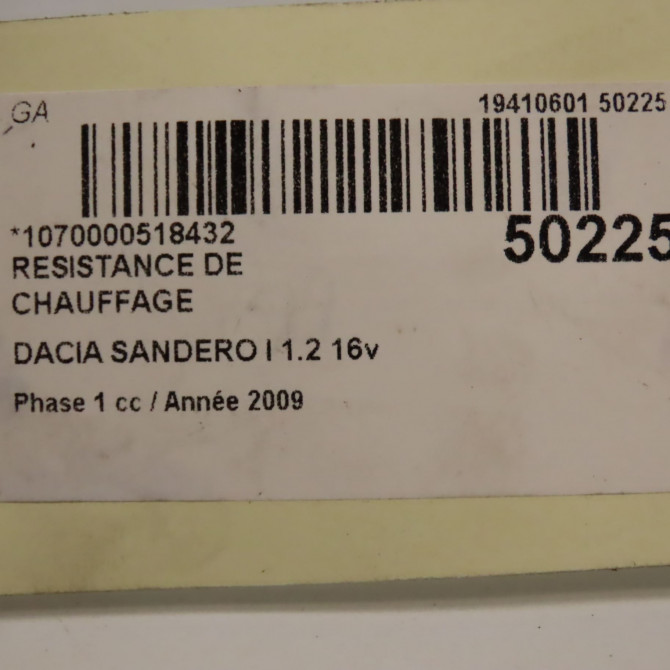 GA
19410601 50225
*1070000518432
50225
RESISTANCE DE
CHAUFFAGE
DACIA SANDERO I 1.2 16v
Phase 1 cc / Année 2009